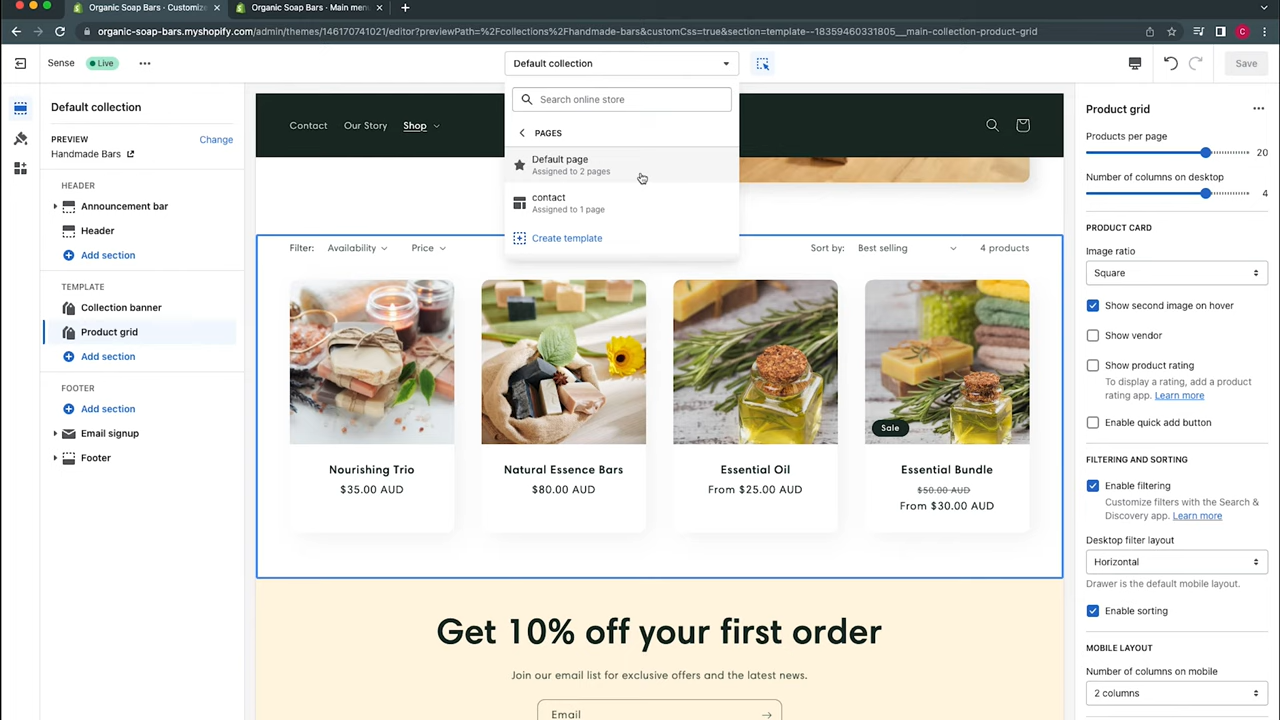 Organic Soap Bars - Customize
Organic Soap Bars - Main menu
organic-soap-bars.myshopify.com/admin/themes/146170741021/editor?previewPath=%2Fcollections%2Fhandmade-bars&customCss=true&section=template--18359460331805__main-collection-product-grid
C
Sense
Live
Default collection
Save
Default collection
PREVIEW
Handmade Bars
Change
HEADER
Announcement bar
Header
Add section
TEMPLATE
Collection banner
Product grid
Add section
FOOTER
Add section
Email signup
Footer
Search online store
PAGES
Default page
Assigned to 2 pages
contact
Assigned to 1 page
Create template
Contact
Our Story
Shop
Filter:
Availability
Price
Sort by:
Best selling
4 products
Nourishing Trio
$35.00 AUD
Natural Essence Bars
$80.00 AUD
Essential Oil
From $25.00 AUD
Sale
Essential Bundle
$50.00 AUD
From $30.00 AUD
Get 10% off your first order
Join our email list for exclusive offers and the latest news.
Email
Product grid
Products per page
20
Number of columns on desktop
4
PRODUCT CARD
Image ratio
Square
Show second image on hover
Show vendor
Show product rating
To display a rating, add a product
rating app. Learn more
Enable quick add button
FILTERING AND SORTING
Enable filtering
Customize filters with the Search &
Discovery app. Learn more
Desktop filter layout
Horizontal
Drawer is the default mobile layout.
Enable sorting
MOBILE LAYOUT
Number of columns on mobile
2 columns